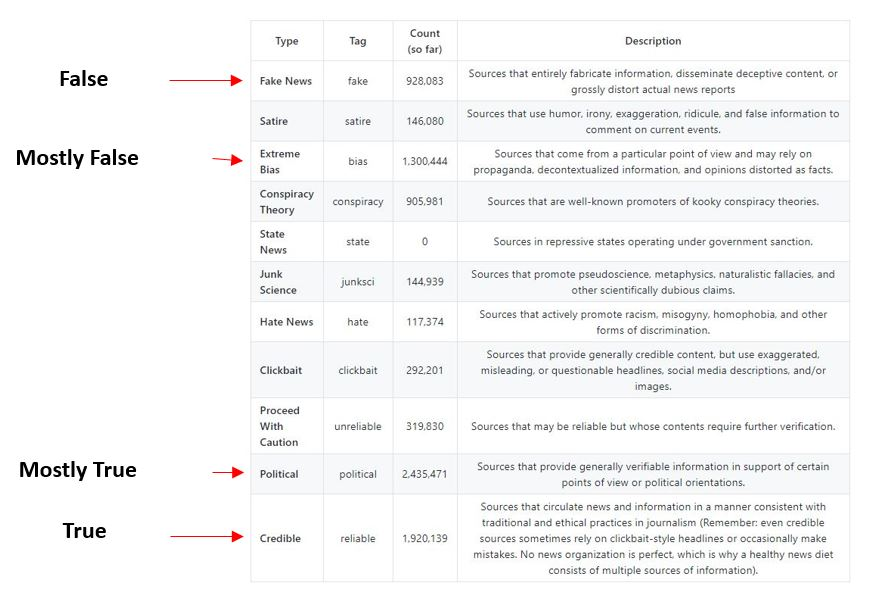 Type Tag Count (so far) Description
False
Fake News fake 928,083 Sources that entirely fabricate information, disseminate deceptive content, or
grossly distort actual news reports
Satire satire 146,080 Sources that use humor, irony, exaggeration, ridicule, and false information to
comment on current events.
Mostly False
Extreme
Bias bias 1,300,444 Sources that come from a particular point of view and may rely on
propaganda, decontextualized information, and opinions distorted as facts.
Conspiracy
Theory conspiracy 905,981 Sources that are well-known promoters of kooky conspiracy theories.
State
News state 0 Sources in repressive states operating under government sanction.
Junk
Science junksci 144,939 Sources that promote pseudoscience, metaphysics, naturalistic fallacies, and
other scientifically dubious claims.
Hate News hate 117,374 Sources that actively promote racism, misogyny, homophobia, and other
forms of discrimination.
Clickbait clickbait 292,201 Sources that provide generally credible content, but use exaggerated,
misleading, or questionable headlines, social media descriptions, and/or
images.
Proceed
With
Caution unreliable 319,830 Sources that may be reliable but whose contents require further verification.
Mostly True
Political political 2,435,471 Sources that provide generally verifiable information in support of certain
points of view or political orientations.
True
Credible reliable 1,920,139 Sources that circulate news and information in a manner consistent with
traditional and ethical practices in journalism (Remember: even credible
sources sometimes rely on clickbait-style headlines or occasionally make
mistakes. No news organization is perfect, which is why a healthy news diet
consists of multiple sources of information).